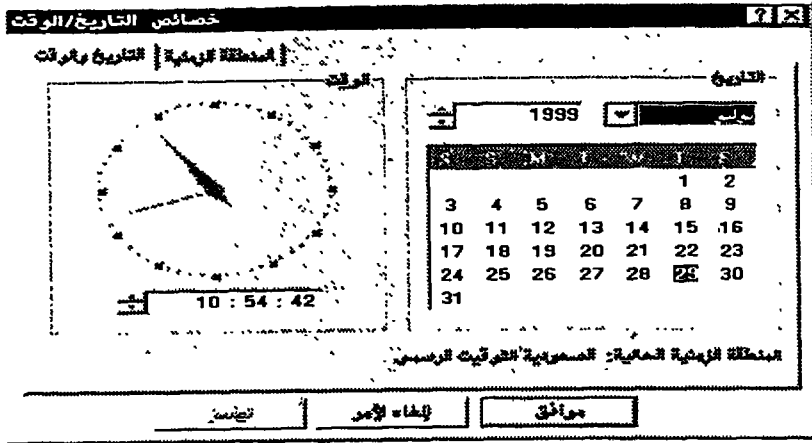 خصائص التاريخ/الوقت
التاريخ والوقت
المنطقة الزمنية
التاريخ
الوقت
يوليو
1999
S S M T W T F
1 2
3 4 5 6 7 8 9
10 11 12 13 14 15 16
17 18 19 20 21 22 23
24 25 26 27 28 29 30
31
10 : 54 : 42
المنطقة الزمنية الحالية: السعودية التوقيت الرسمي
موافق
إلغاء الأمر
تطبيق